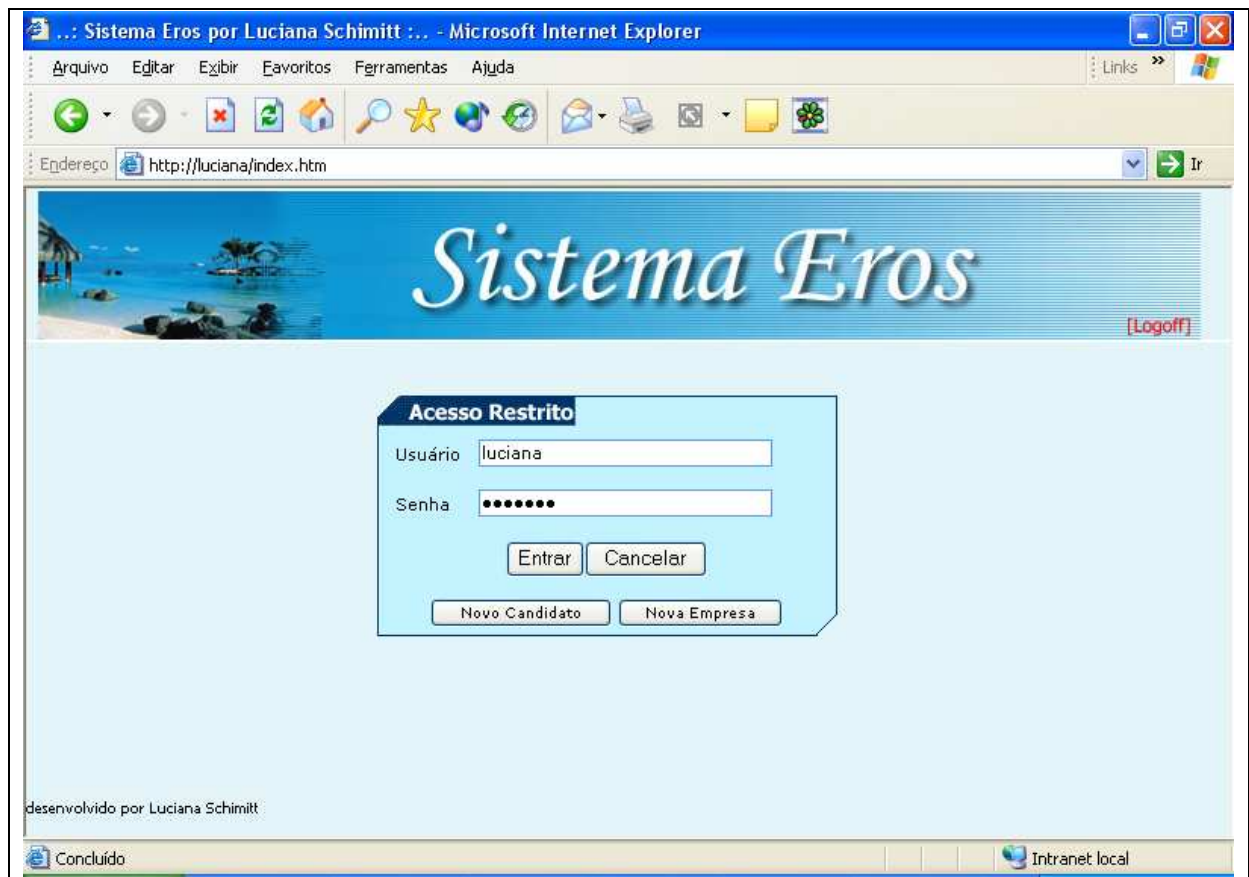 ..: Sistema Eros por Luciana Schimitt :.. - Microsoft Internet Explorer
Arquivo Editar Exibir Favoritos Ferramentas Ajuda Links »
Endereço http://luciana/index.htm Ir
Sistema Eros
[Logoff]
Acesso Restrito
Usuário luciana
Senha •••••••
Entrar Cancelar
Novo Candidato Nova Empresa
desenvolvido por Luciana Schimitt
Concluído Intranet local